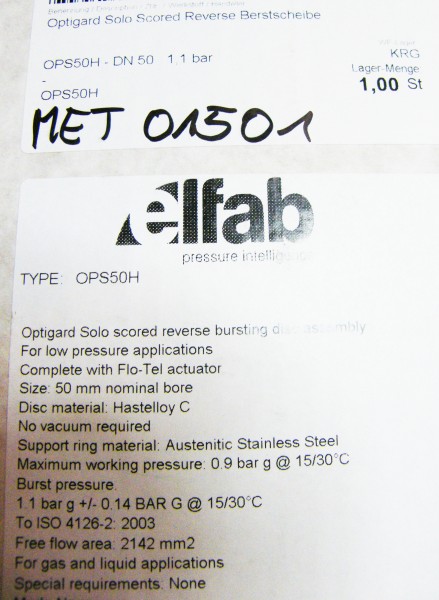 Optigard Solo Scored Reverse Berstscheibe
OPS50H - DN 50 1,1 bar
KRG
-
Lager-Menge
OPS50H
1,00 St
MET 01501
elfab
pressure
TYPE: OPS50H
Optigard Solo scored reverse bursting disc assembly
For low pressure applications
Complete with Flo-Tel actuator
Size: 50 mm nominal bore
Disc material: Hastelloy C
No vacuum required
Support ring material: Austenitic Stainless Steel
Maximum working pressure: 0.9 bar g @ 15/30°C
Burst pressure:
1.1 bar g +/- 0.14 BAR G @ 15/30°C
To ISO 4126-2: 2003
Free flow area: 2142 mm2
For gas and liquid applications
Special requirements: None